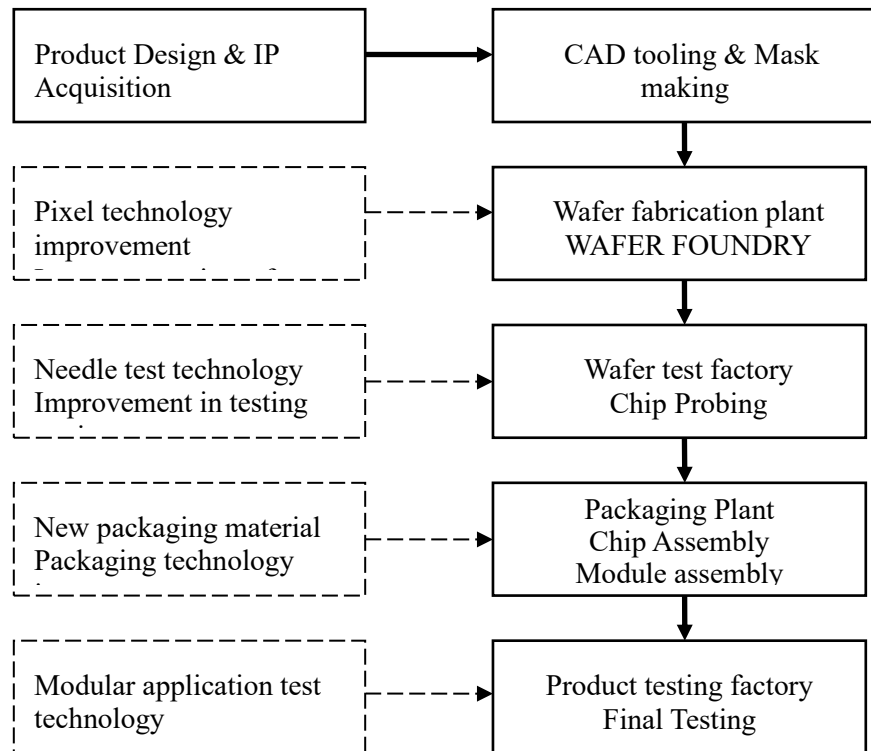 Product Design & IP
Acquisition
CAD tooling & Mask
making
Pixel technology
improvement
Wafer fabrication plant
WAFER FOUNDRY
Needle test technology
Improvement in testing
Wafer test factory
Chip Probing
New packaging material
Packaging technology
Packaging Plant
Chip Assembly
Module assembly
Modular application test
technology
Product testing factory
Final Testing